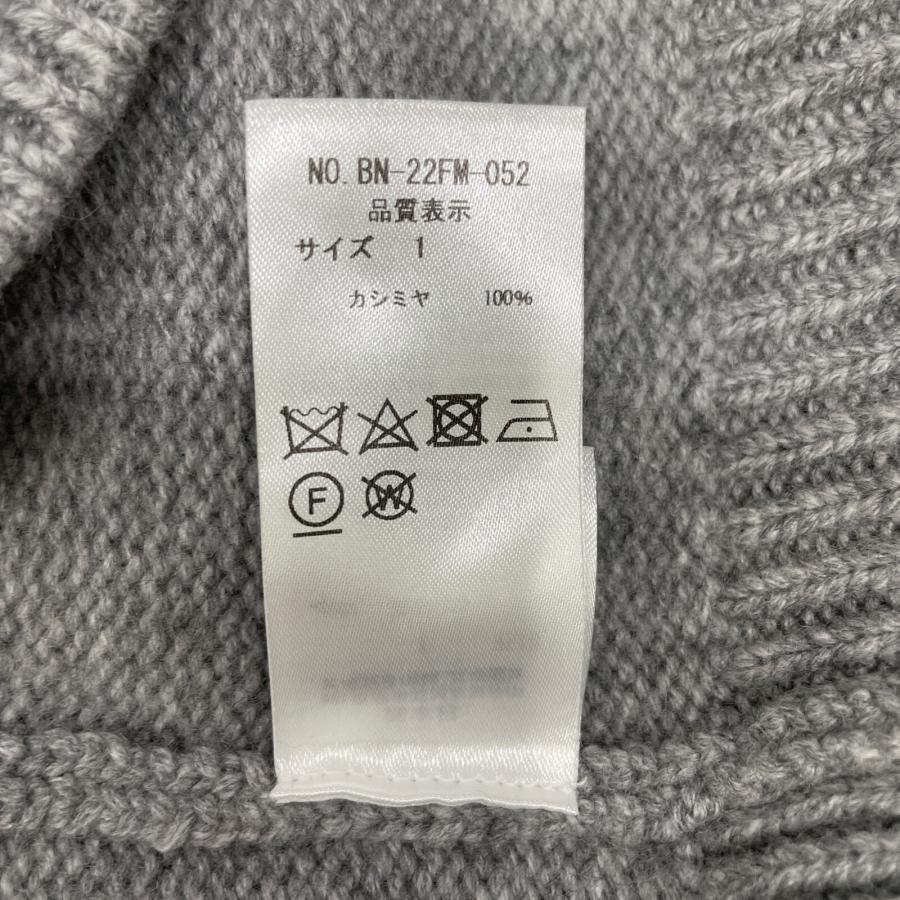 NO. BN-22FM-052
品質表示
サイズ 1
カシミヤ 100%
F
W